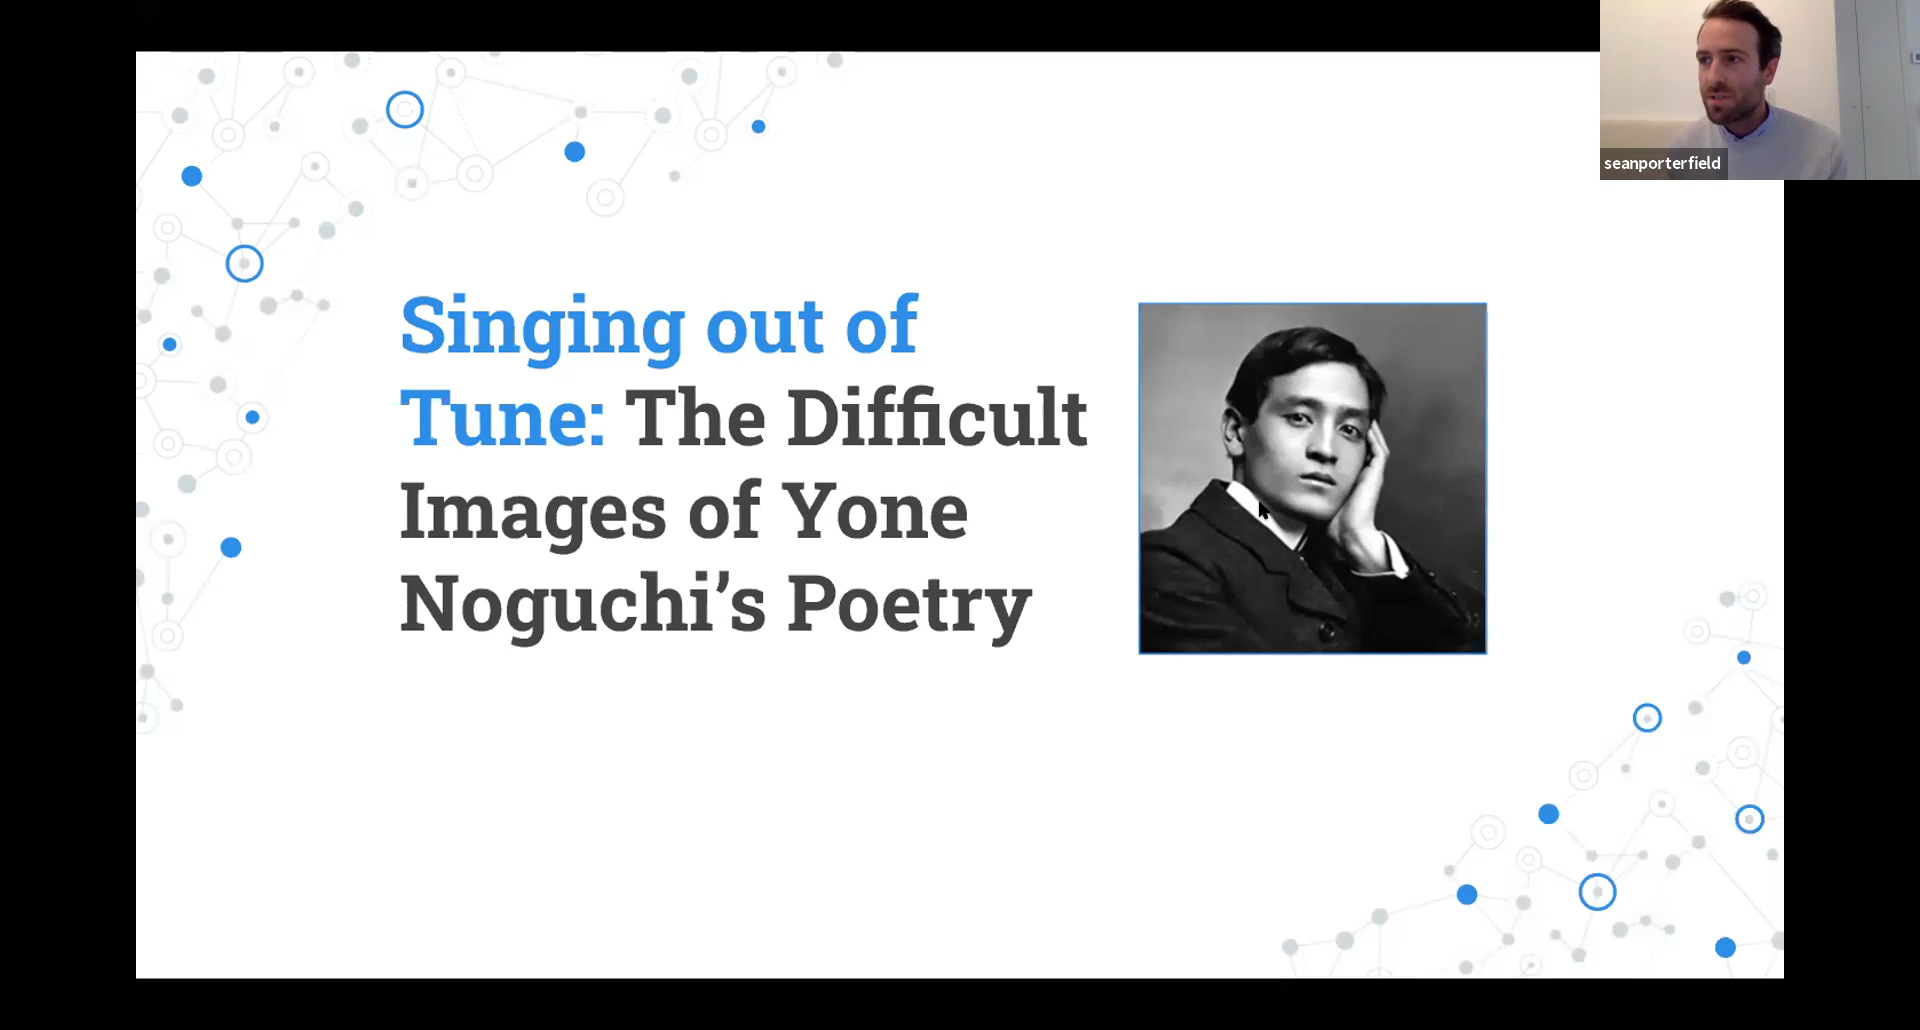 seanporterfield
Singing out of
Tune: The Difficult
Images of Yone
Noguchi’s Poetry